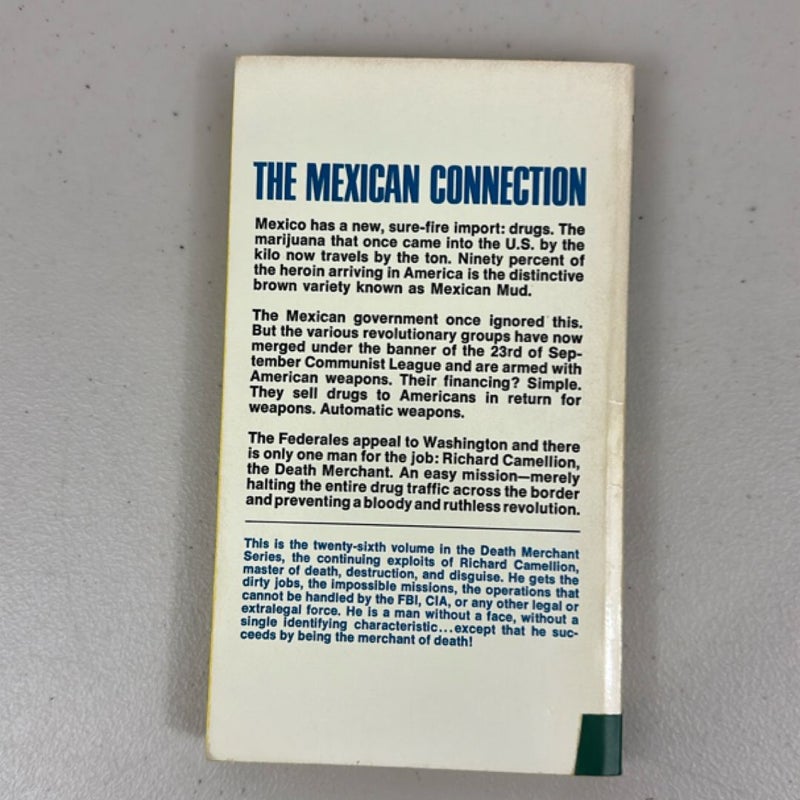 THE MEXICAN CONNECTION
Mexico has a new, sure-fire import: drugs. The
marijuana that once came into the U.S. by the
kilo now travels by the ton. Ninety percent of
the heroin arriving in America is the distinctive
brown variety known as Mexican Mud.
The Mexican government once ignored this.
But the various revolutionary groups have now
merged under the banner of the 23rd of Sep-
tember Communist League and are armed with
American weapons. Their financing? Simple.
They sell drugs to Americans in return for
weapons. Automatic weapons.
The Federales appeal to Washington and there
is only one man for the job: Richard Camellion,
the Death Merchant. An easy mission—merely
halting the entire drug traffic across the border
and preventing a bloody and ruthless revolution.
This is the twenty-sixth volume in the Death Merchant
Series, the continuing exploits of Richard Camellion,
master of death, destruction, and disguise. He gets the
dirty jobs, the impossible missions, the operations that
cannot be handled by the FBI, CIA, or any other legal or
extralegal force. He is a man without a face, without a
single identifying characteristic...except that he suc-
ceeds by being the merchant of death!